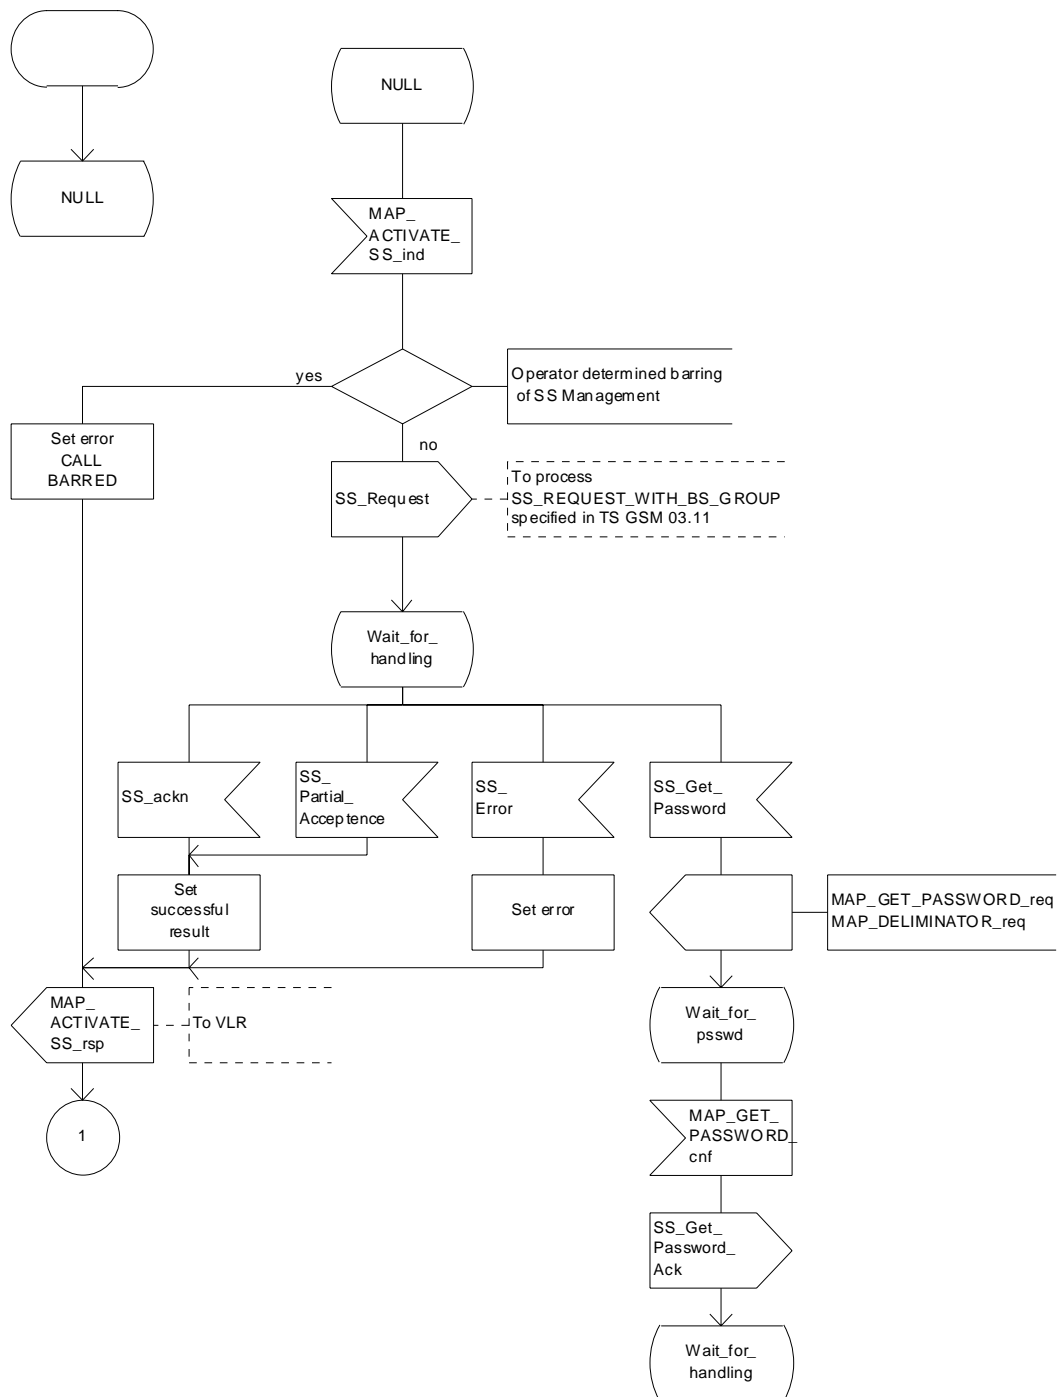 NULL
NULL
MAP_
ACTIVATE_
SS_ind
yes
Operator determined barring
of SS Management
Set error
CALL
BARRED
no
SS_Request
To process
SS_REQUEST_WITH_BS_GROUP
specified in TS GSM 03.11
Wait_for_
handling
SS_ackn
SS_
Partial_
Acceptence
SS_
Error
SS_Get_
Password
Set
successful
result
Set error
MAP_GET_PASSWORD_req
MAP_DELIMINATOR_req
MAP_
ACTIVATE_
SS_rsp
To VLR
Wait_for_
psswd
1
MAP_GET_
PASSWORD_
cnf
SS_Get_
Password_
Ack
Wait_for_
handling